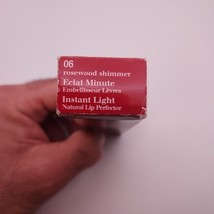 06
rosewood shimmer
Eclat Minute
Embellisseur Lèvres
Instant Light
Natural Lip Perfector